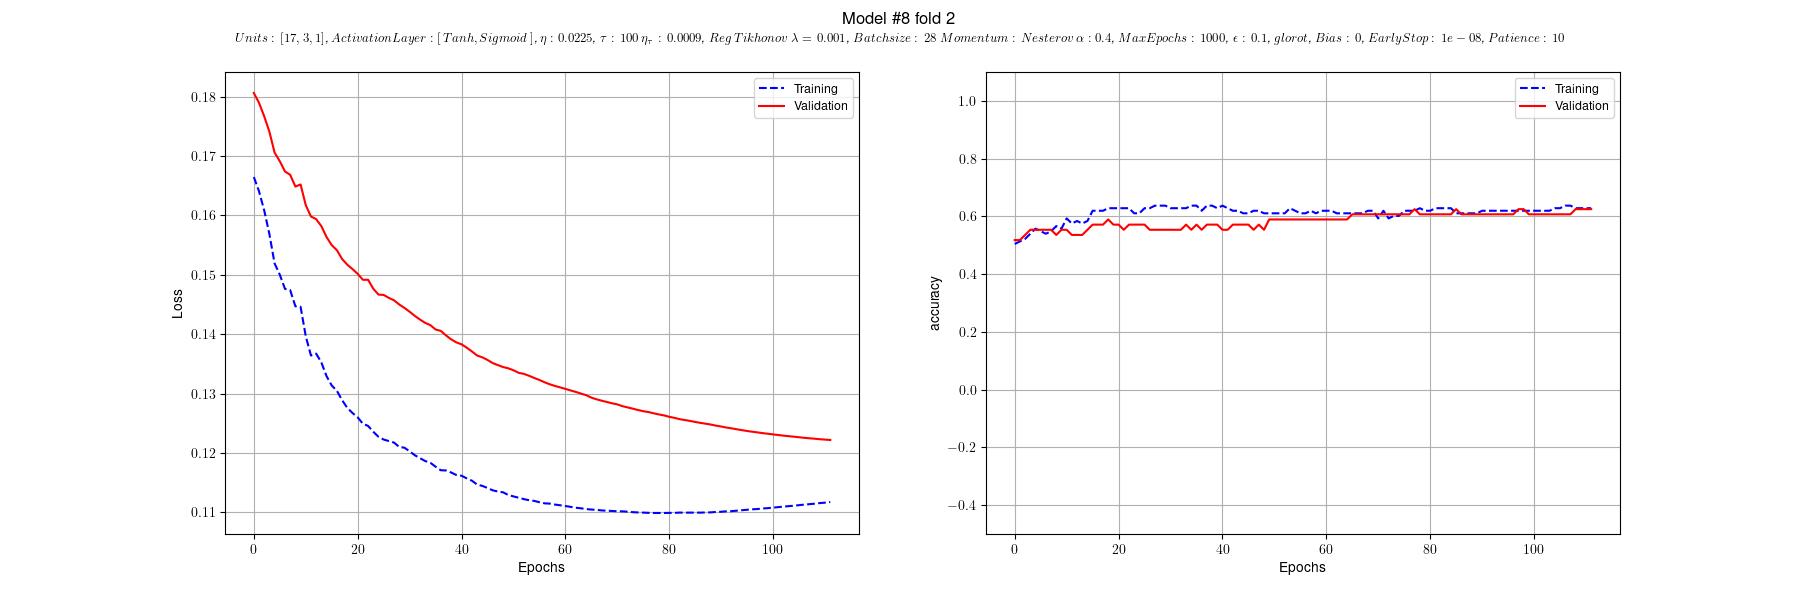 Model #8 fold 2
Units : [17, 3, 1], ActivationLayer : [ Tanh, Sigmoid ], η : 0.0225, τ : 100 η_τ : 0.0009, Reg Tikhonov λ = 0.001, Batchsize : 28 Momentum : Nesterov α : 0.4, MaxEpochs : 1000, ϵ : 0.1, glorot, Bias : 0, EarlyStop : 1e − 08, Patience : 10
Loss
0.18
0.17
0.16
0.15
0.14
0.13
0.12
0.11
0 20 40 60 80 100
Epochs
Training
Validation
accuracy
1.0
0.8
0.6
0.4
0.2
0.0
−0.2
−0.4
0 20 40 60 80 100
Epochs
Training
Validation